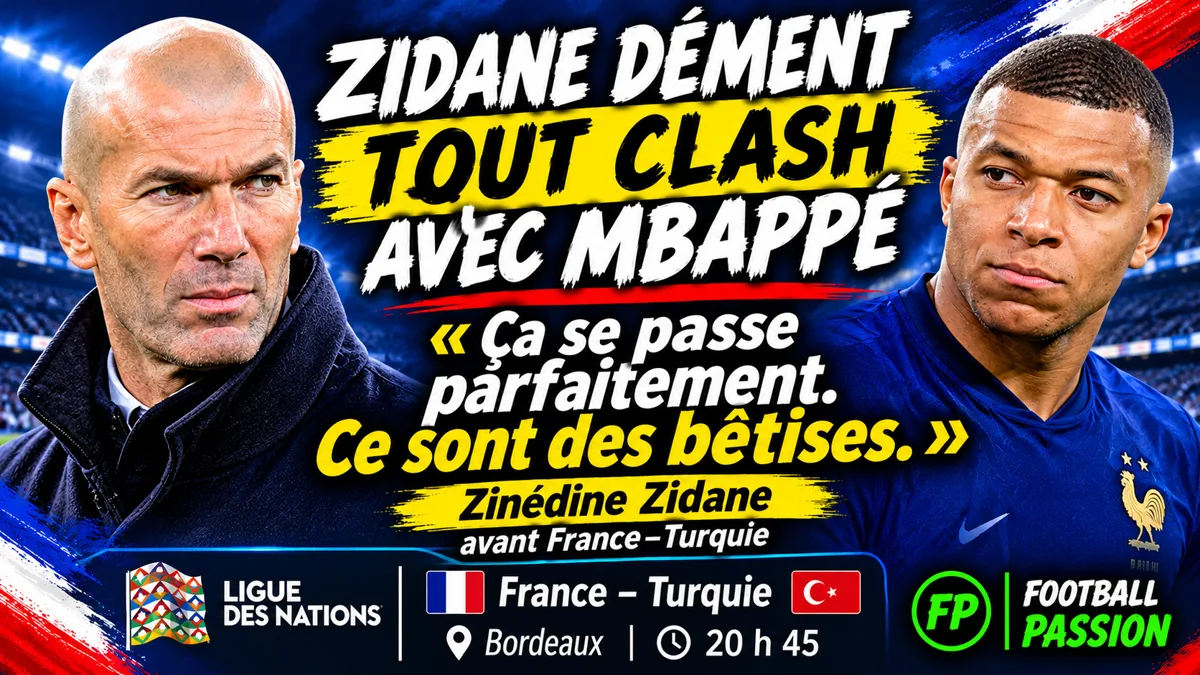 ZIDANE DÉMENT
TOUT CLASH
AVEC MBAPPÉ
« Ça se passe
parfaitement.
Ce sont des bêtises. »
Zinédine Zidane
avant France – Turquie
LIGUE
DES NATIONS
France – Turquie
Bordeaux | 20 h 45
FP
FOOTBALL
PASSION